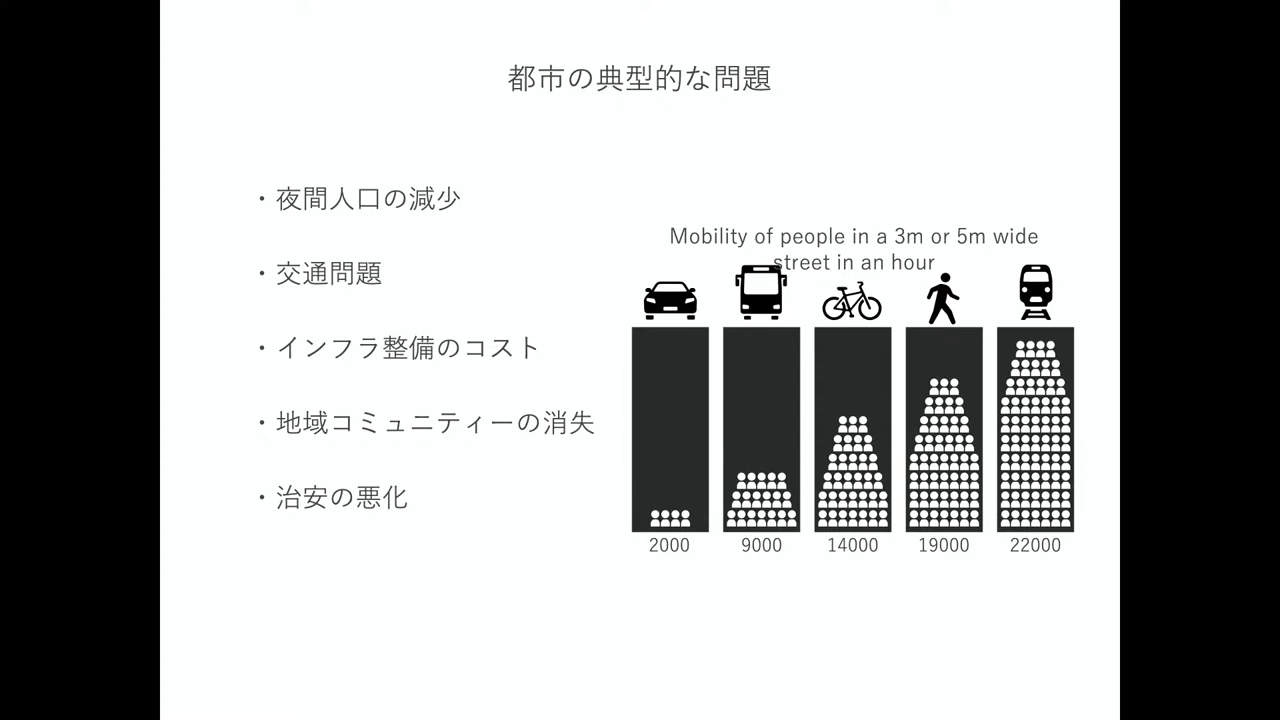 都市の典型的な問題
・夜間人口の減少
・交通問題
・インフラ整備のコスト
・地域コミュニティーの消失
・治安の悪化
Mobility of people in a 3m or 5m wide
street in an hour
2000 9000 14000 19000 22000